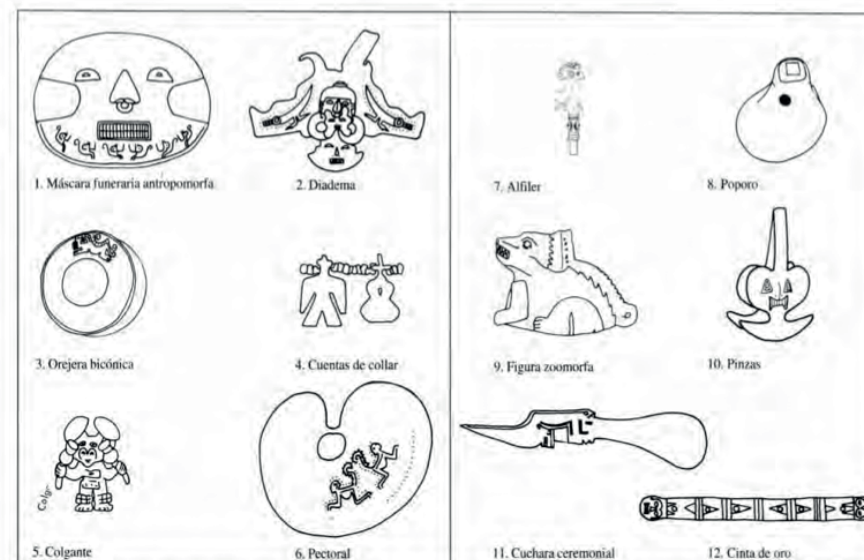 1. Máscara funeraria antropomorfa
2. Diadema
3. Orejera bicónica
4. Cuentas de collar
Colg
5. Colgante
6. Pectoral
7. Alfiler
8. Poporo
9. Figura zoomorfa
10. Pinzas
11. Cuchara ceremonial
12. Cinta de oro